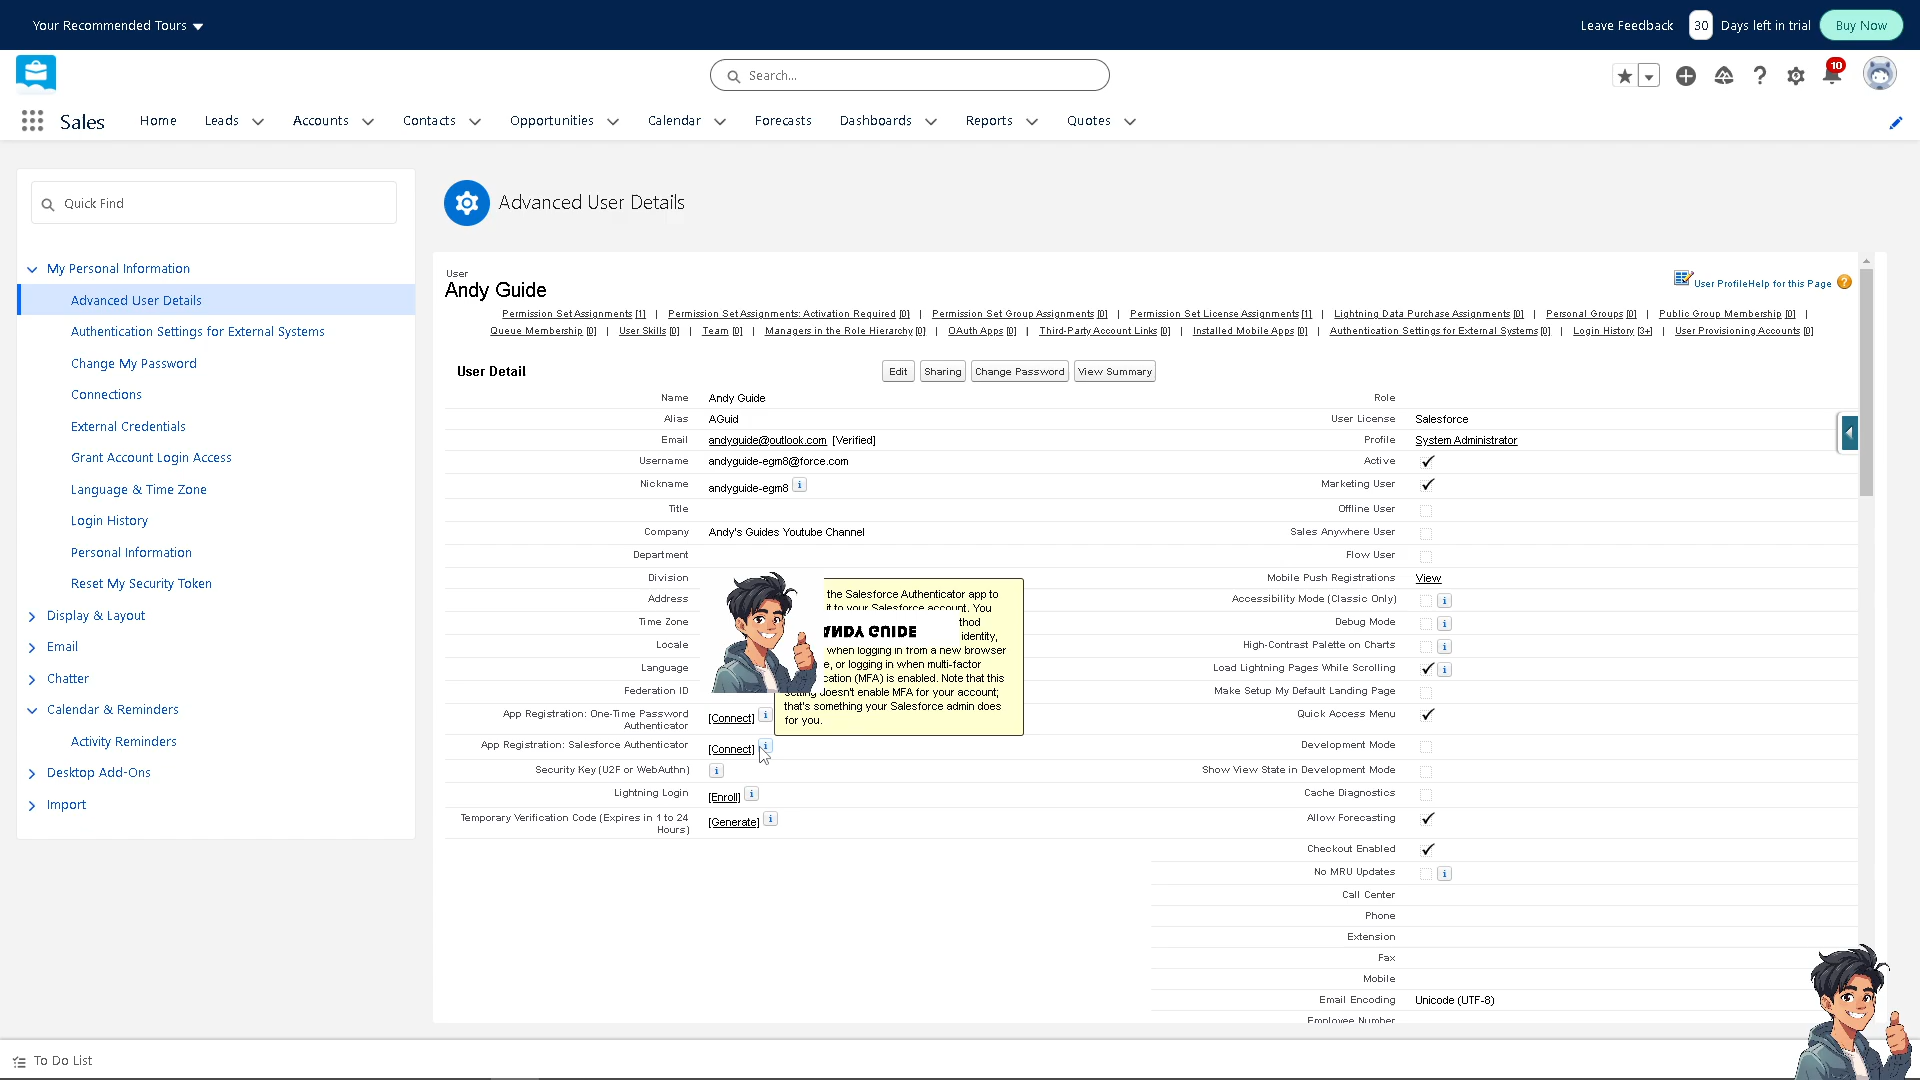 Your Recommended Tours
Leave Feedback 30 Days left in trial Buy Now
Search...
10
Sales Home Leads Accounts Contacts Opportunities Calendar Forecasts Dashboards Reports Quotes
Quick Find
My Personal Information
Advanced User Details
Authentication Settings for External Systems
Change My Password
Connections
External Credentials
Grant Account Login Access
Language & Time Zone
Login History
Personal Information
Reset My Security Token
Display & Layout
Email
Chatter
Calendar & Reminders
Activity Reminders
Desktop Add-Ons
Import
Advanced User Details
User
Andy Guide
User Profile Help for this Page ?
Permission Set Assignments [1] | Permission Set Assignments: Activation Required [0] | Permission Set Group Assignments [0] | Permission Set License Assignments [1] | Lightning Data Purchase Assignments [0] | Personal Groups [0] | Public Group Membership [0] |
Queue Membership [0] | User Skills [0] | Team [0] | Managers in the Role Hierarchy [0] | OAuth Apps [0] | Third-Party Account Links [0] | Installed Mobile Apps [0] | Authentication Settings for External Systems [0] | Login History [3+] | User Provisioning Accounts [0]
User Detail
Edit Sharing Change Password View Summary
Name Andy Guide
Alias AGuid
Email andyguide@outlook.com [Verified]
Username andyguide-egm8@force.com
Nickname andyguide-egm8 i
Title
Company Andy's Guides Youtube Channel
Department
Division
Address
Time Zone
Locale
Language
Federation ID
App Registration: One-Time Password Authenticator [Connect] i
App Registration: Salesforce Authenticator [Connect] i
Security Key (U2F or WebAuthn) i
Lightning Login [Enroll] i
Temporary Verification Code (Expires in 1 to 24 Hours) [Generate] i
the Salesforce Authenticator app to
it to your Salesforce account. You
identity,
when logging in from a new browser
or logging in when multi-factor
(MFA) is enabled. Note that this
doesn't enable MFA for your account;
that's something your Salesforce admin does
for you.
ANDY GUIDE
Role
User License Salesforce
Profile System Administrator
Active
Marketing User
Offline User
Sales Anywhere User
Flow User
Mobile Push Registrations View
Accessibility Mode (Classic Only) i
Debug Mode i
High-Contrast Palette on Charts i
Load Lightning Pages While Scrolling i
Make Setup My Default Landing Page
Quick Access Menu
Development Mode
Show View State in Development Mode
Cache Diagnostics
Allow Forecasting
Checkout Enabled
No MRU Updates i
Call Center
Phone
Extension
Fax
Mobile
Email Encoding Unicode (UTF-8)
Employee Number
To Do List